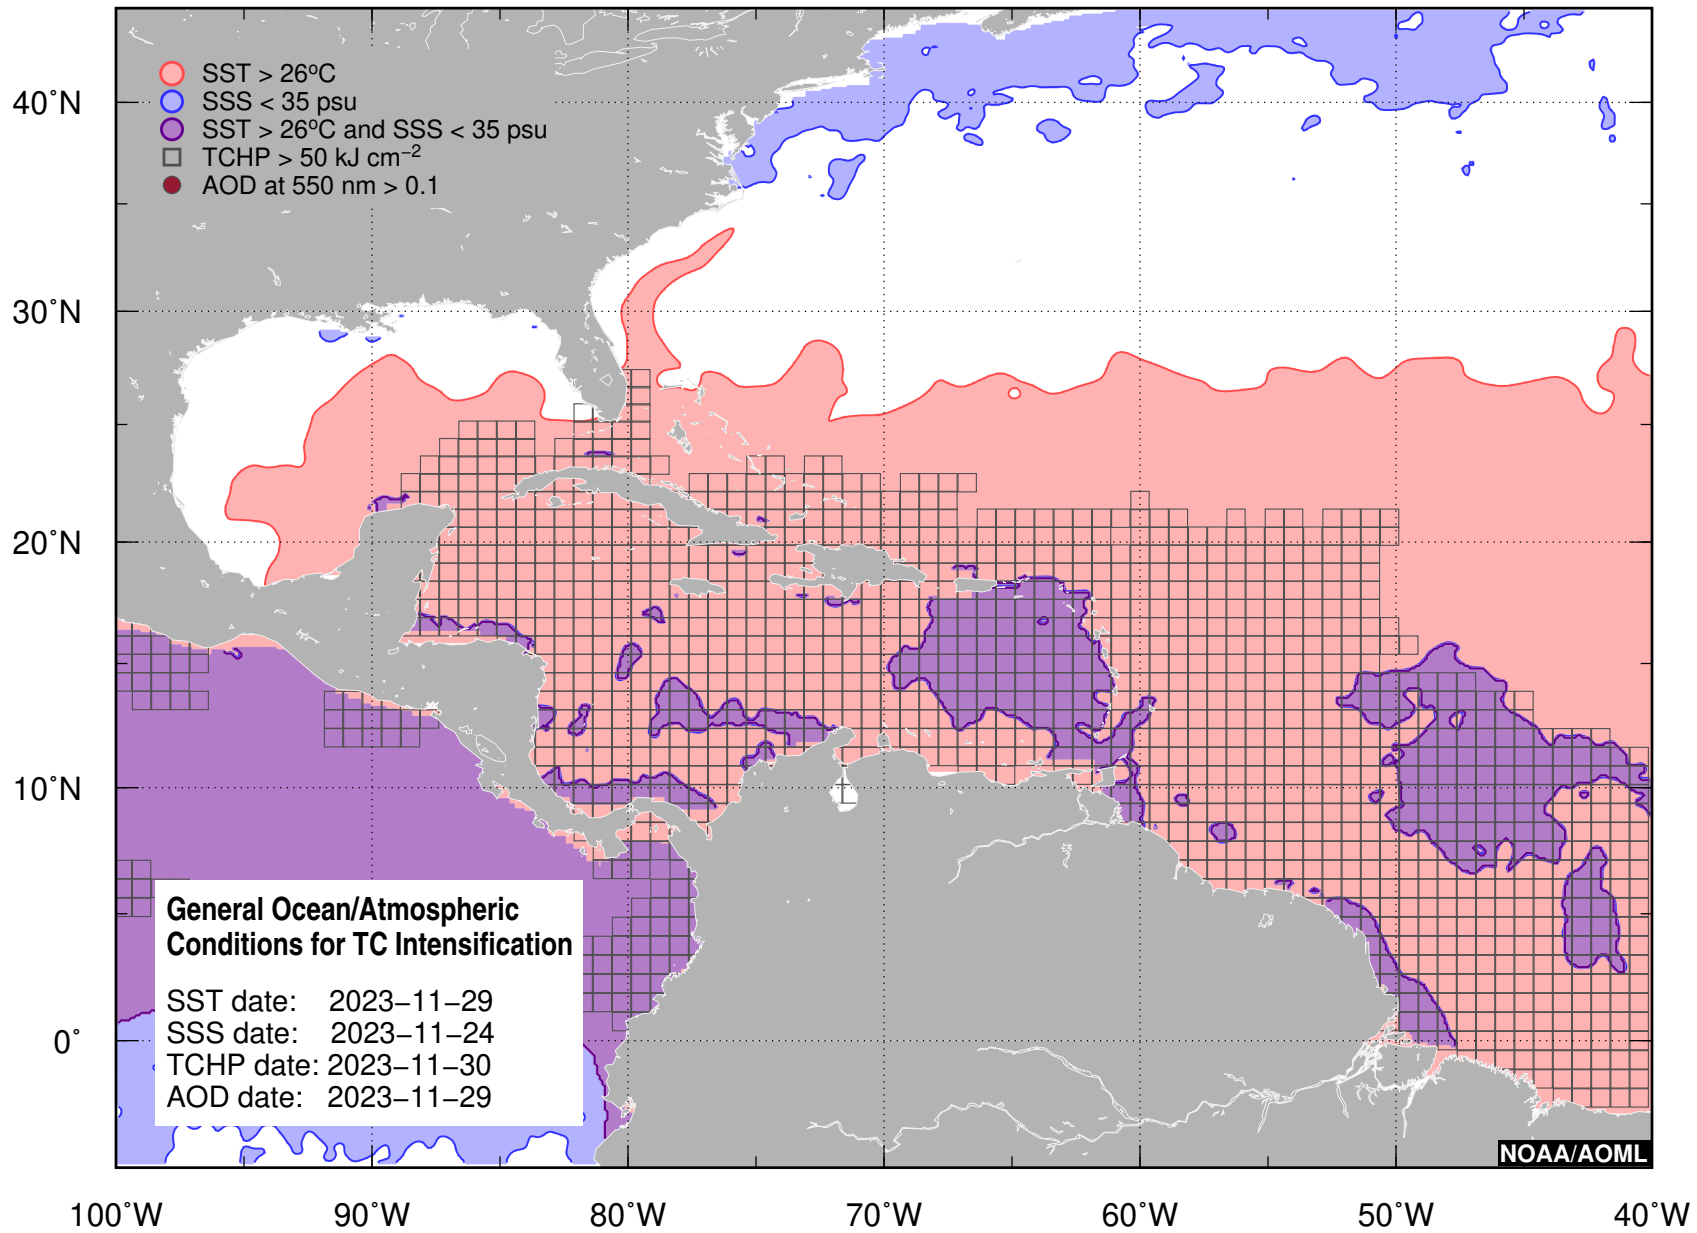 SST > 26°C
SSS < 35 psu
SST > 26°C and SSS < 35 psu
TCHP > 50 kJ cm⁻²
AOD at 550 nm > 0.1
40˚N
30˚N
20˚N
10˚N
0˚
General Ocean/Atmospheric
Conditions for TC Intensification
SST date: 2023−11−29
SSS date: 2023−11−24
TCHP date: 2023−11−30
AOD date: 2023−11−29
NOAA/AOML
100˚W 90˚W 80˚W 70˚W 60˚W 50˚W 40˚W